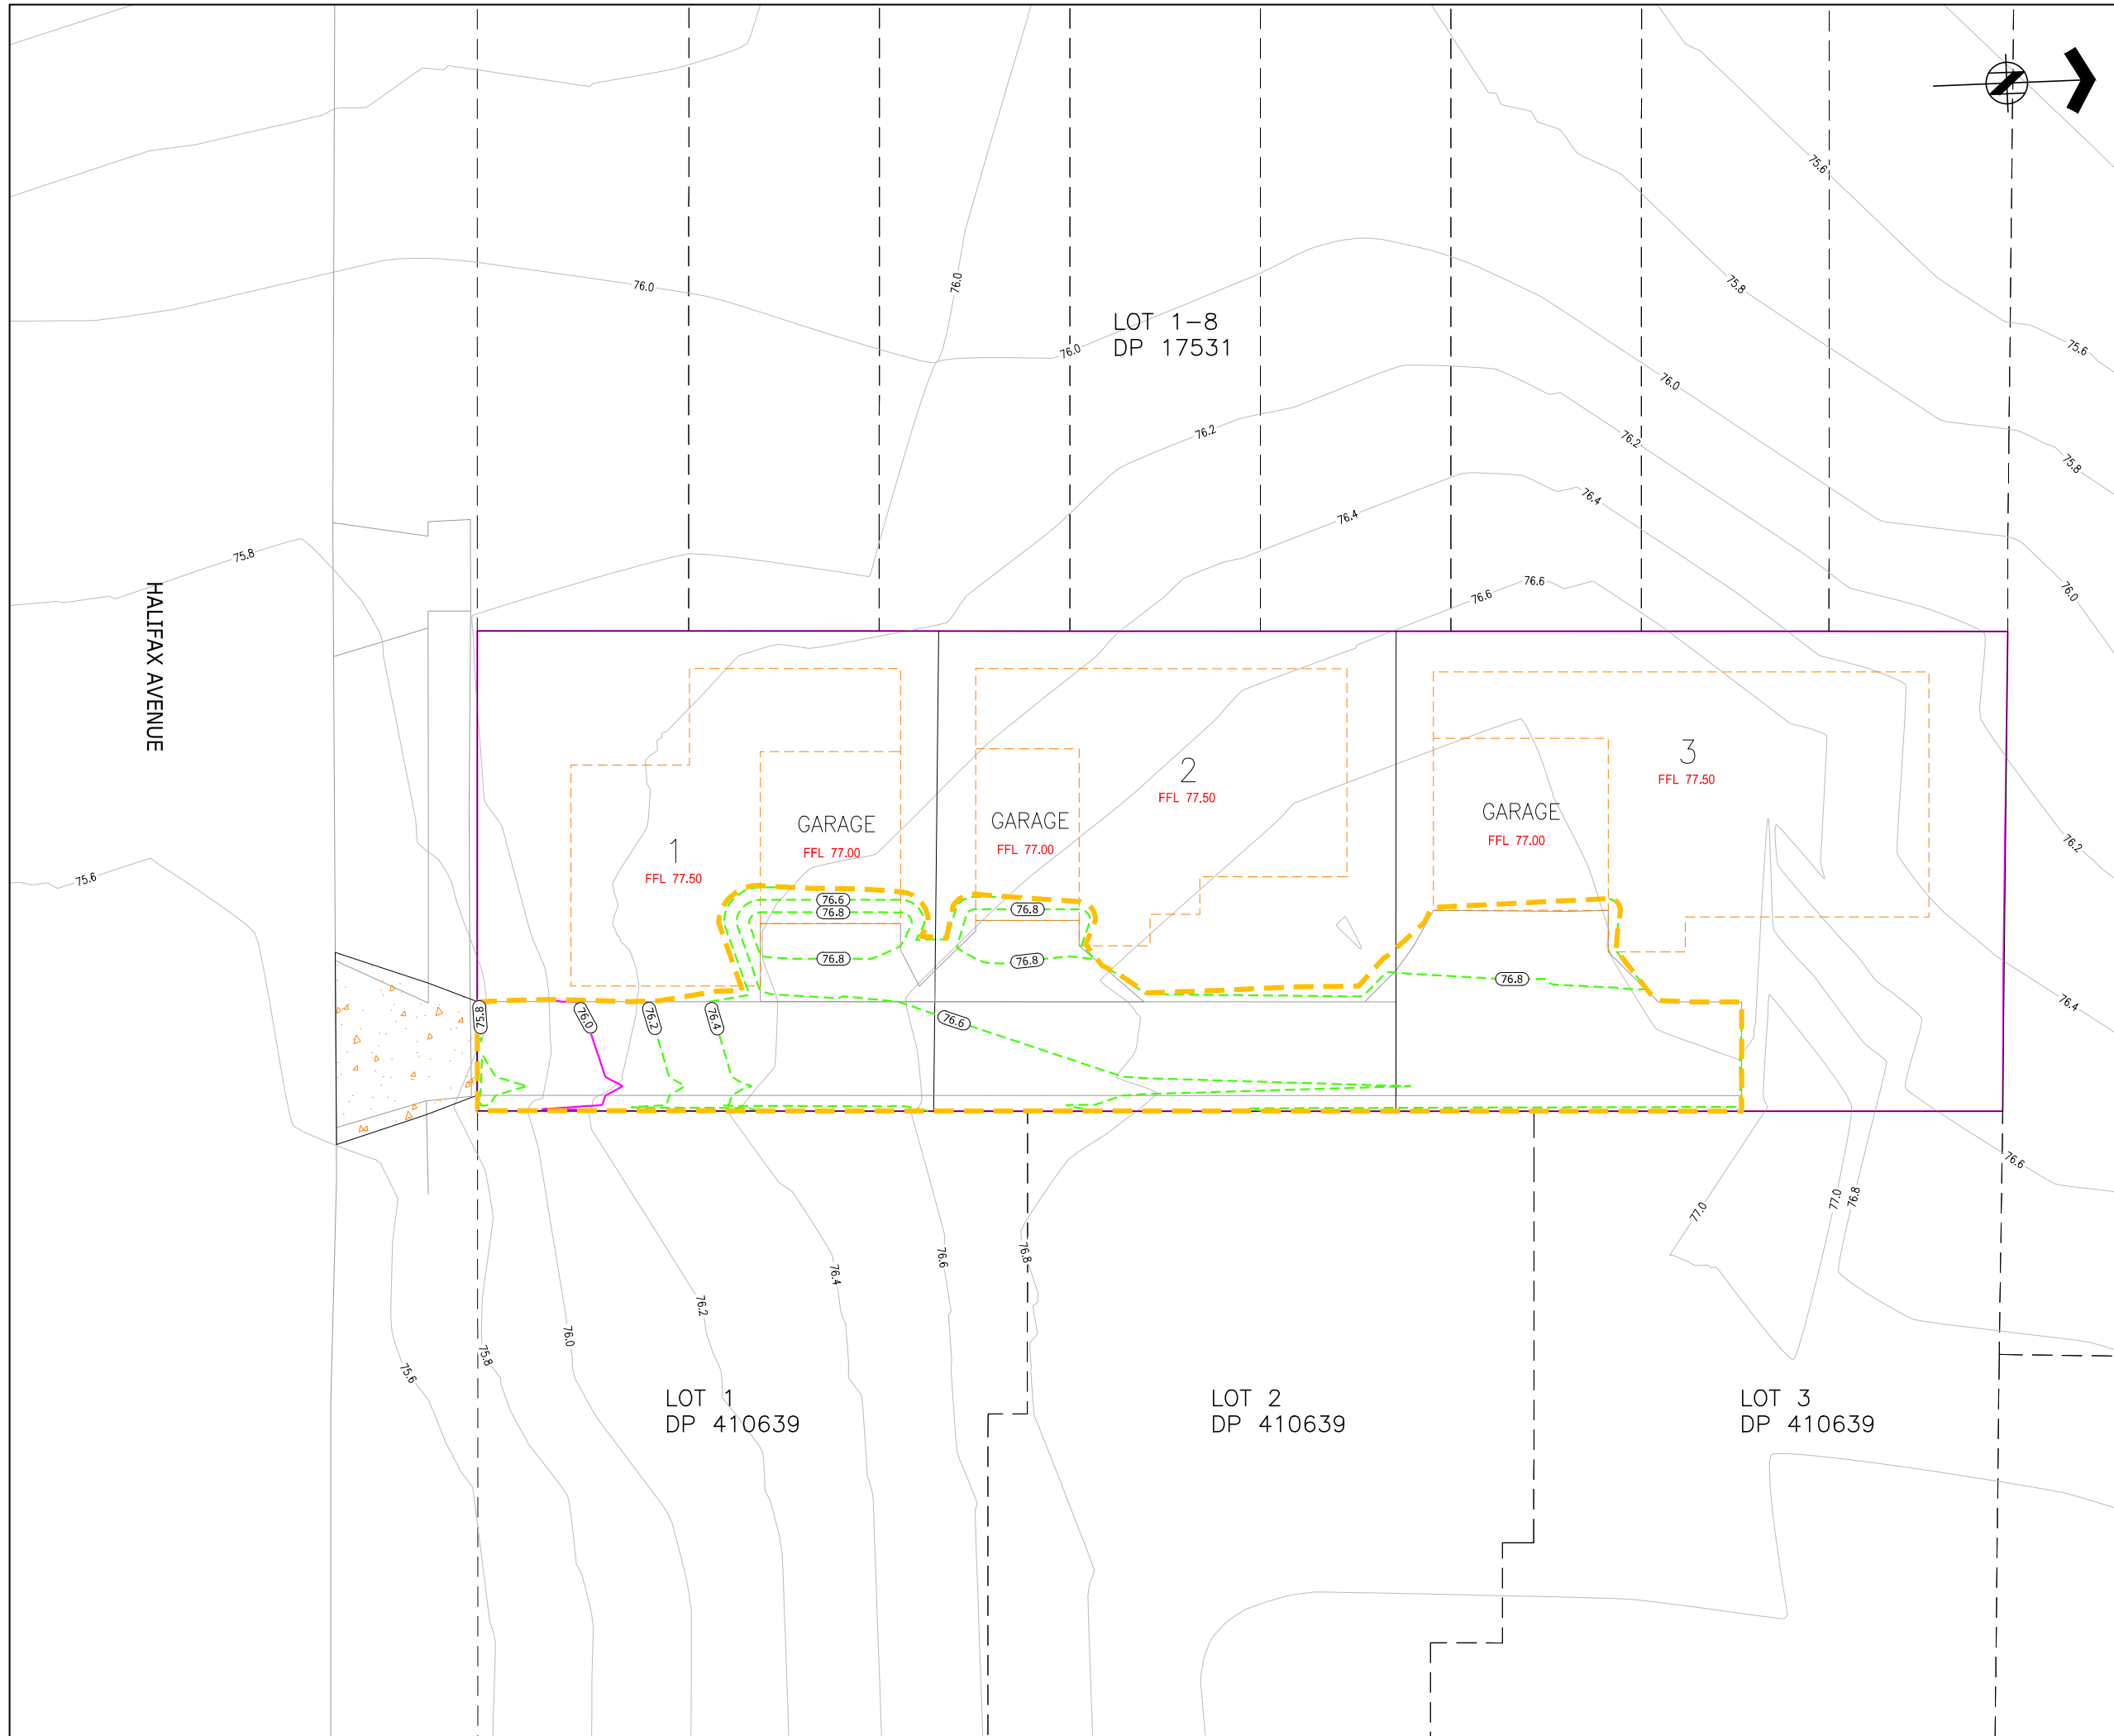 75.6
76.0
76.0
75.8
LOT 1-8
DP 17531
76.0
75.6
76.0
76.2
76.2
75.8
76.4
76.4
75.8
76.6
76.6
76.0
HALIFAX AVENUE
2
FFL 77.50
3
FFL 77.50
GARAGE
FFL 77.00
GARAGE
FFL 77.00
GARAGE
FFL 77.00
1
FFL 77.50
75.6
76.2
76.6
76.8
76.8
76.8
76.8
76.8
75.8
76.0
76.2
76.4
76.6
76.4
76.6
77.0
77.0
76.8
76.6
76.8
76.4
76.2
76.0
75.8
75.6
LOT 1
DP 410639
LOT 2
DP 410639
LOT 3
DP 410639